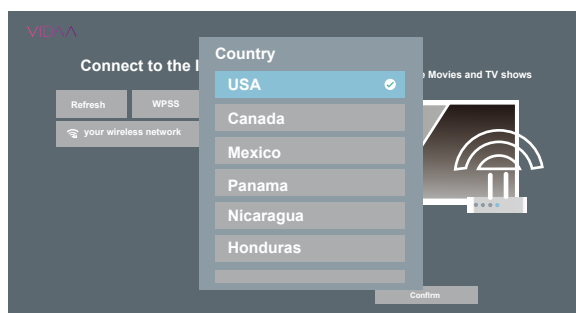 VIDAA
Connect to the I
Country
Movies and TV shows
USA
Refresh
WPSS
Canada
your wireless network
Mexico
Panama
Nicaragua
Honduras
Confirm